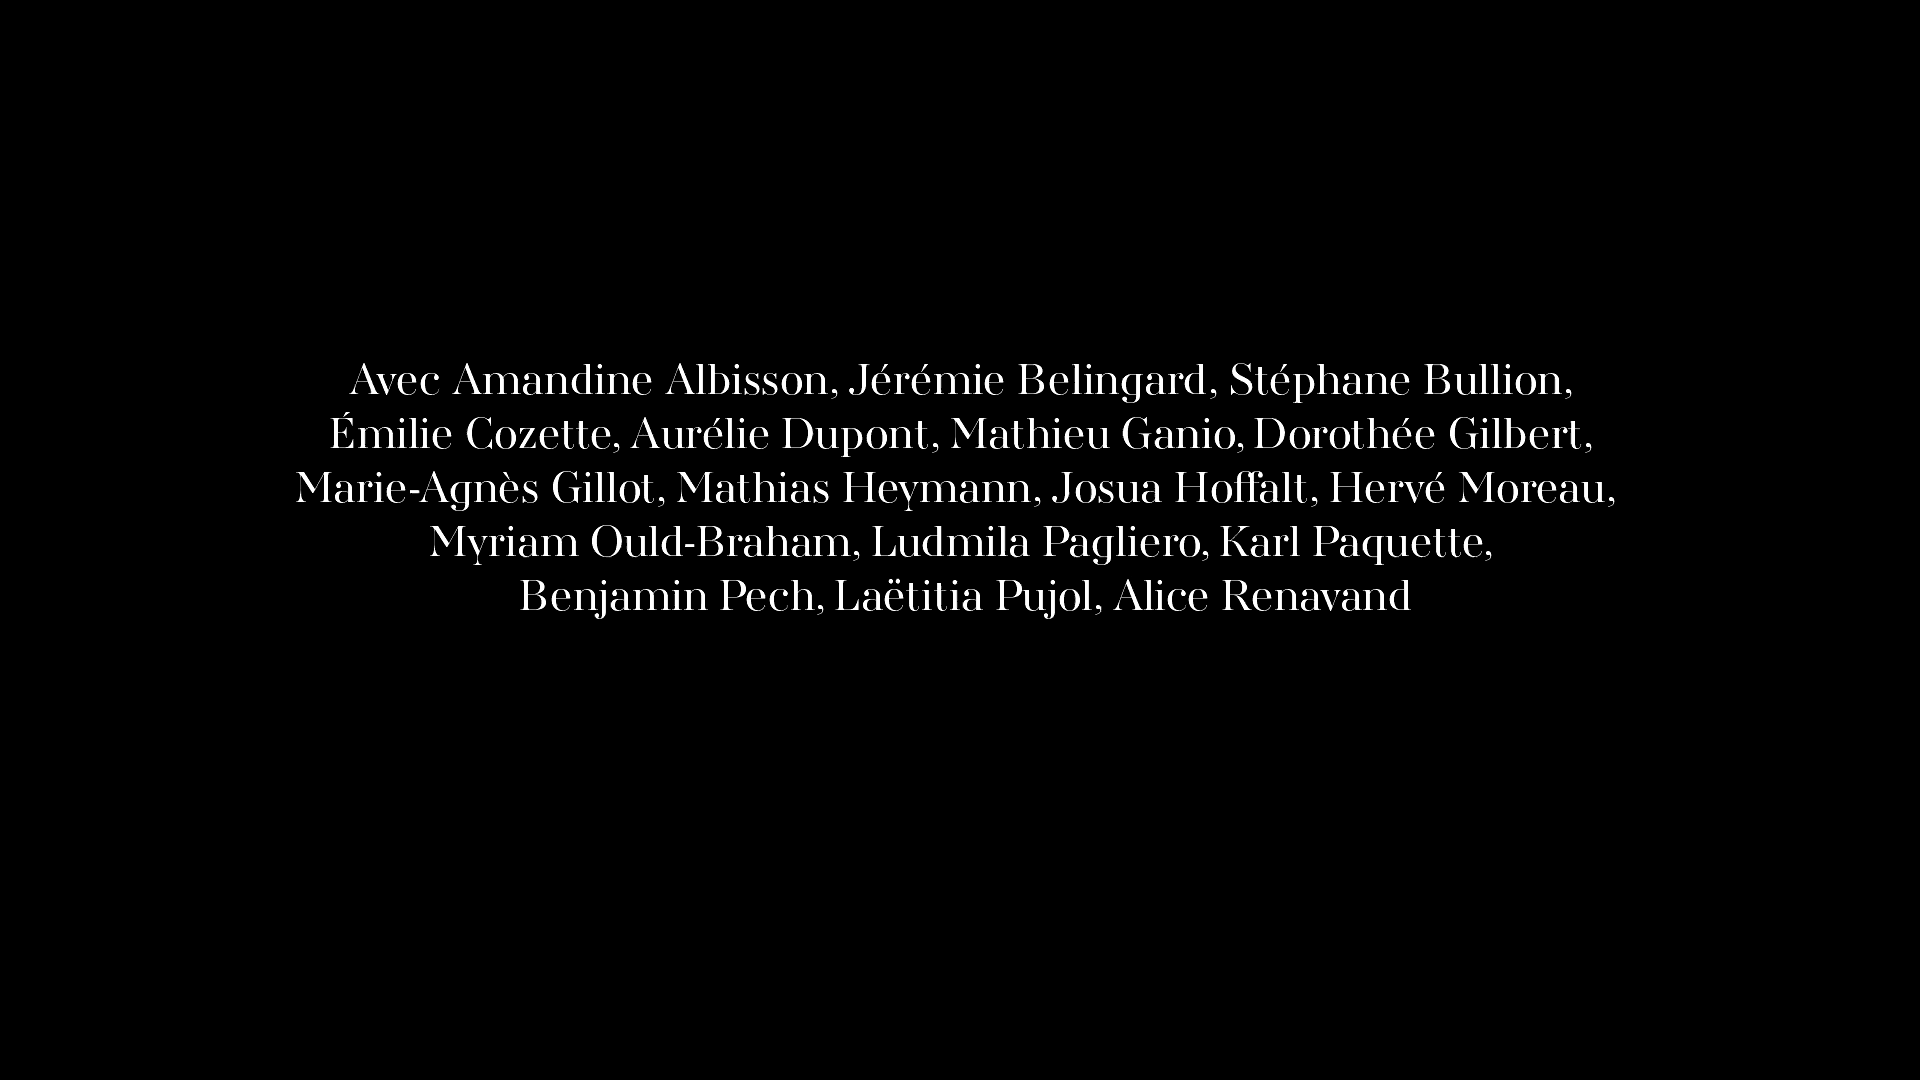 Avec Amandine Albisson, Jérémie Belingard, Stéphane Bullion,
Émilie Cozette, Aurélie Dupont, Mathieu Ganio, Dorothée Gilbert,
Marie-Agnès Gillot, Mathias Heymann, Josua Hoffalt, Hervé Moreau,
Myriam Ould-Braham, Ludmila Pagliero, Karl Paquette,
Benjamin Pech, Laëtitia Pujol, Alice Renavand